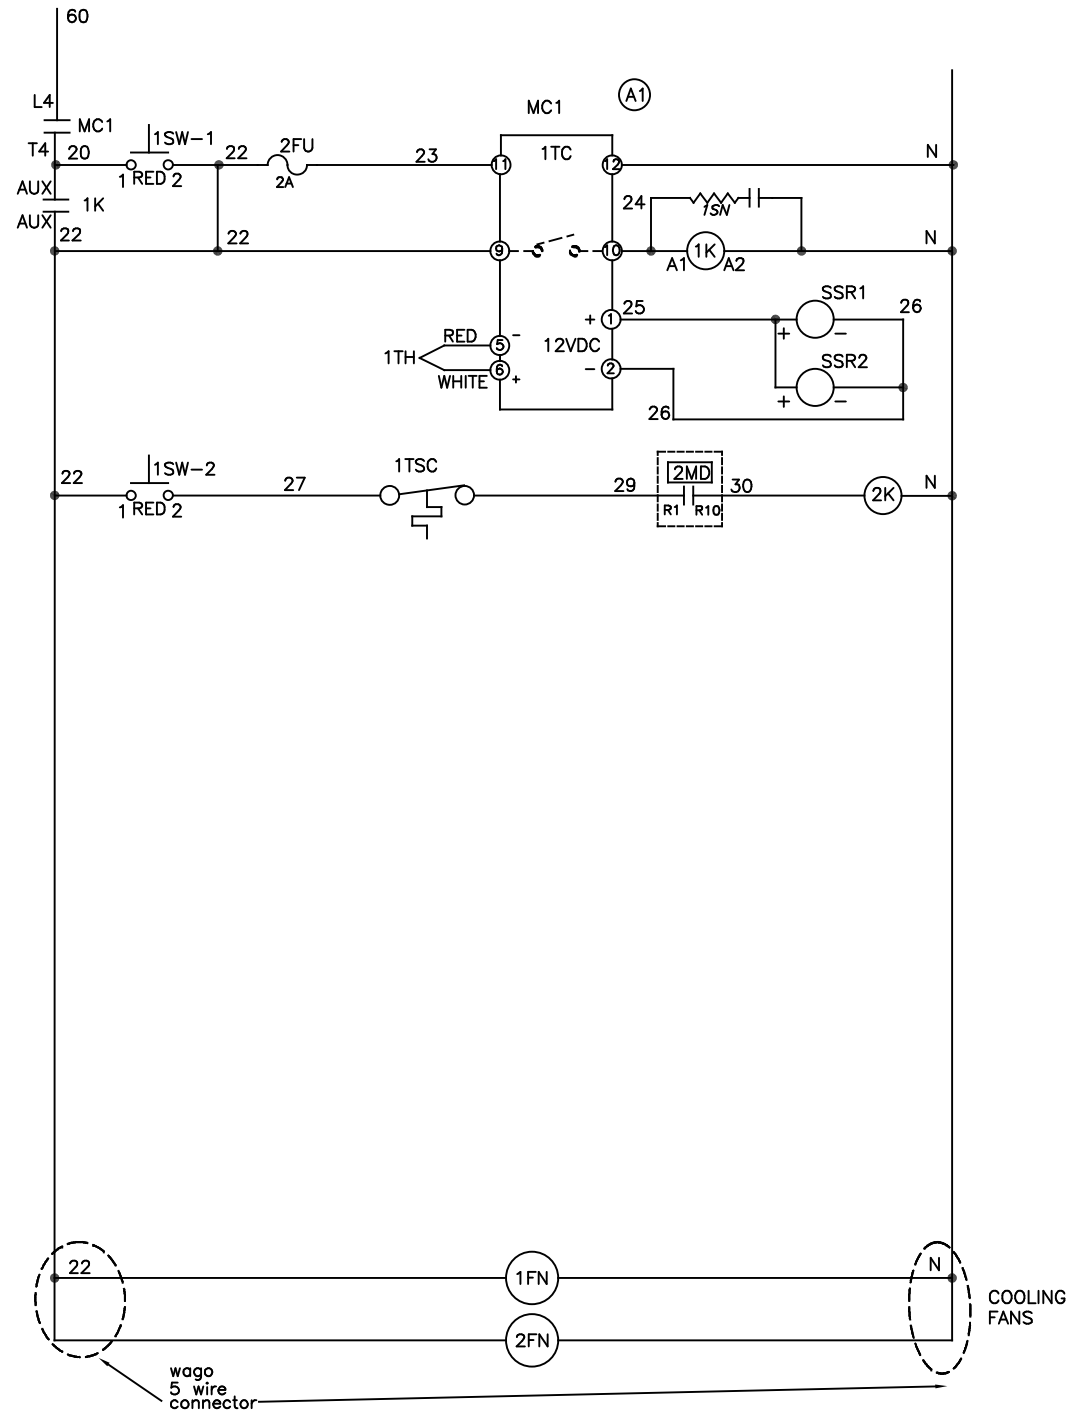 60
L4
MC1
T4
20
1SW-1
1 RED 2
22
2FU
2A
23
MC1
A1
11
1TC
12
N
AUX
1K
AUX
22
22
9
10
24
1SN
A1
1K
A2
N
+
1
25
SSR1
26
+
-
RED
5
-
1TH
12VDC
WHITE
6
+
-
2
SSR2
+
-
26
22
1SW-2
1 RED 2
27
1TSC
29
2MD
R1
R10
30
2K
N
22
1FN
N
2FN
COOLING
FANS
wago
5 wire
connector